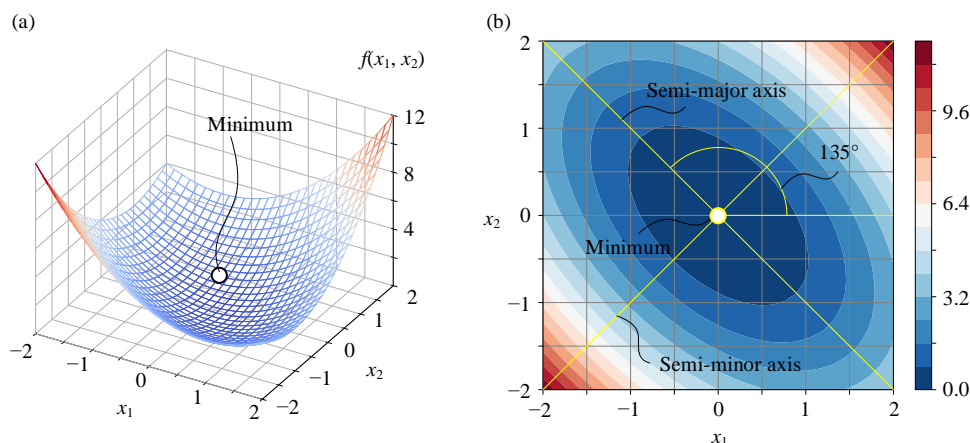 (a)
f(x₁, x₂)
Minimum
12
8
4
2
1
0
−1
−2
x₂
−2
−1
0
1
2
x₁
(b)
2
1
0
−1
−2
x₂
Semi-major axis
135°
Minimum
Semi-minor axis
−2
−1
0
1
2
x₁
9.6
6.4
3.2
0.0